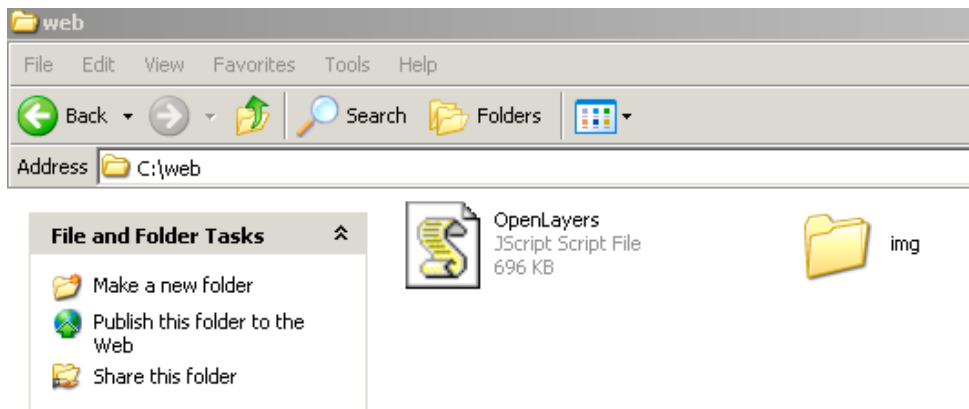 web
File Edit View Favorites Tools Help
Back Search Folders
Address C:\web
File and Folder Tasks
Make a new folder
Publish this folder to the
Web
Share this folder
OpenLayers
JScript Script File
696 KB
img